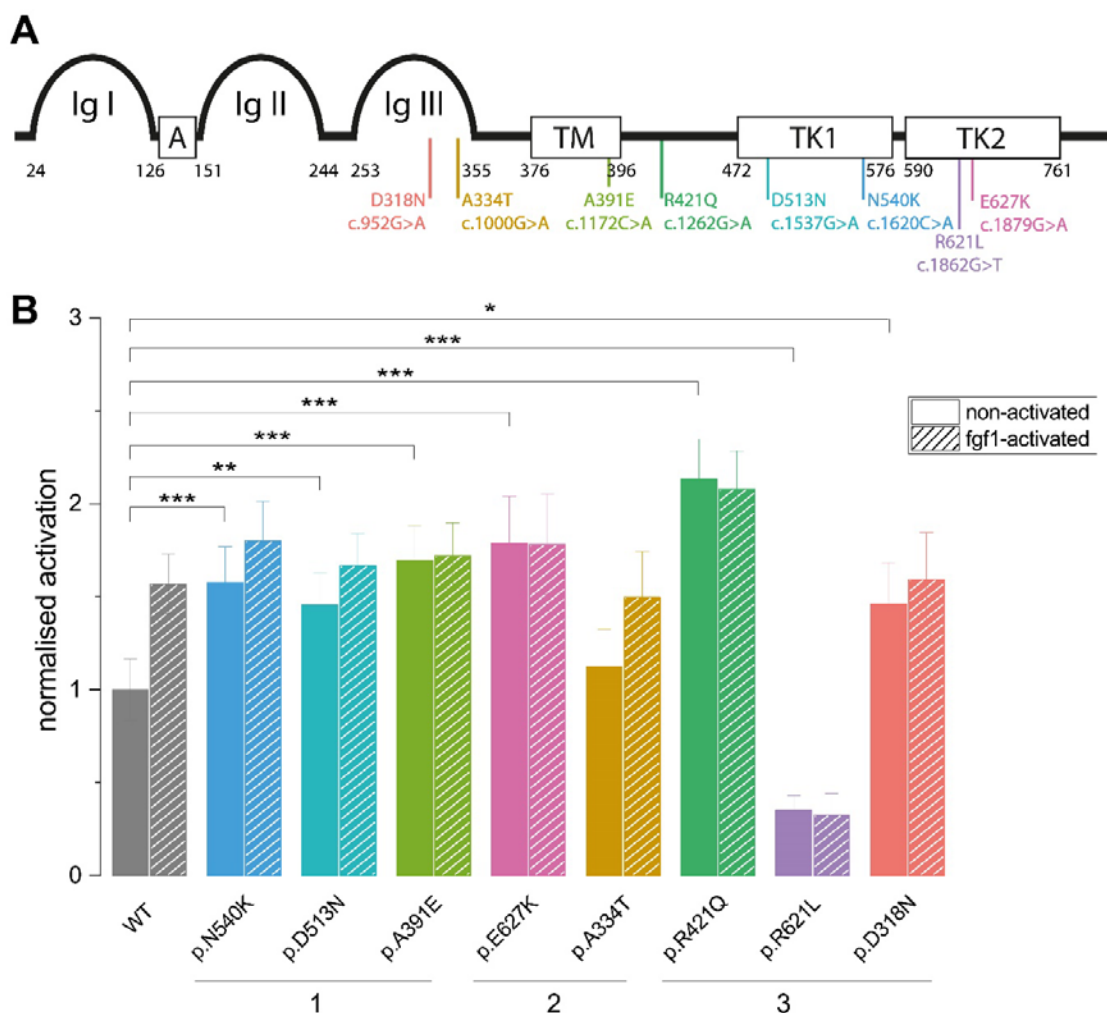 A
Ig I
Ig II
Ig III
A
TM
TK1
TK2
24 126 151 244 253 355 376 396 472 576 590 761
D318N A334T A391E R421Q D513N N540K E627K
c.952G>A c.1000G>A c.1172C>A c.1262G>A c.1537G>A c.1620C>A c.1879G>A
R621L
c.1862G>T
B
3
2
1
0
normalised activation
*
***
***
***
***
**
***
non-activated
fgf1-activated
WT p.N540K p.D513N p.A391E p.E627K p.A334T p.R421Q p.R621L p.D318N
1 2 3